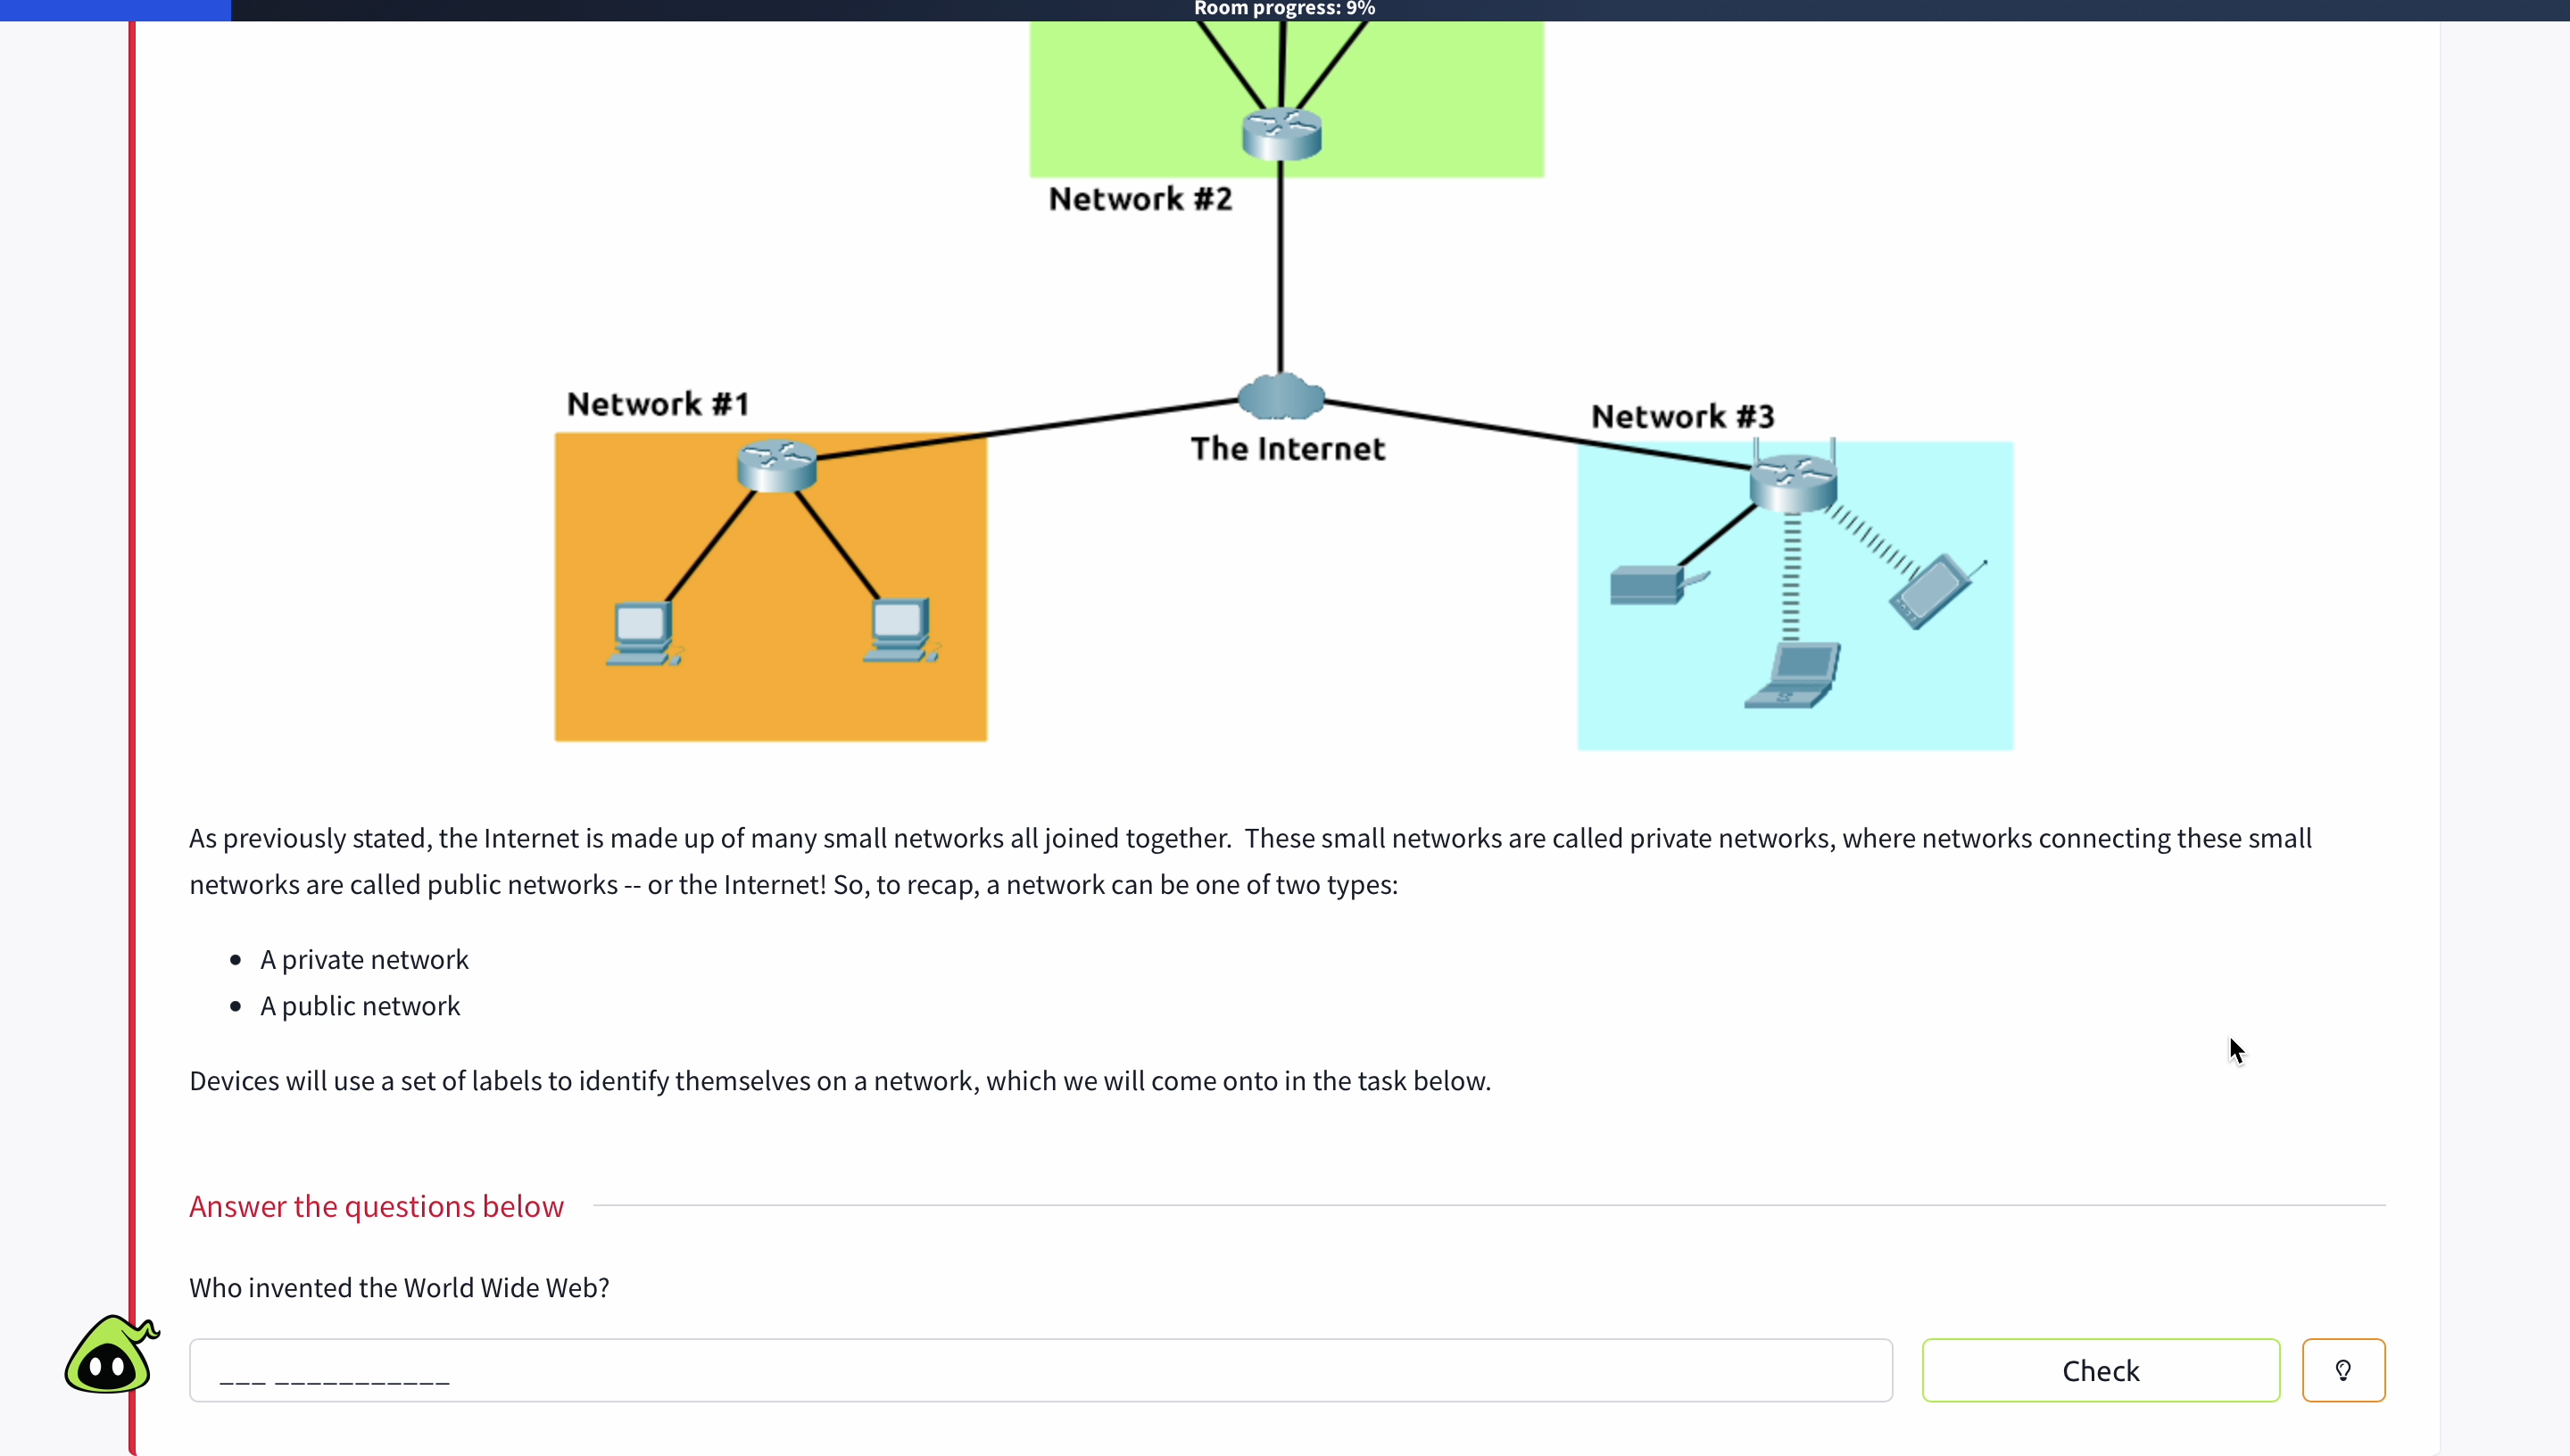 Room progress: 9%
Network #2
Network #1
The Internet
Network #3
As previously stated, the Internet is made up of many small networks all joined together.  These small networks are called private networks, where networks connecting these small
networks are called public networks -- or the Internet! So, to recap, a network can be one of two types:
• A private network
• A public network
Devices will use a set of labels to identify themselves on a network, which we will come onto in the task below.
Answer the questions below
Who invented the World Wide Web?
___ ___________
Check